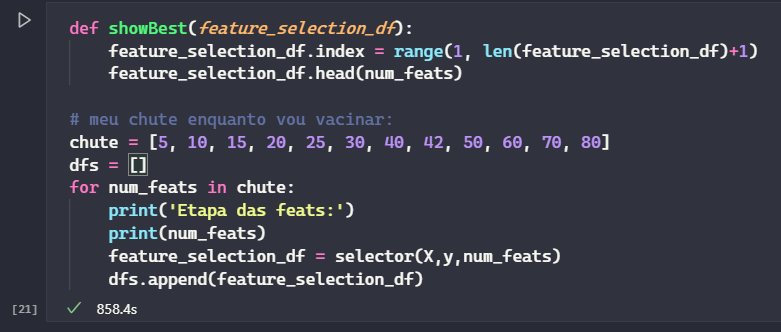 def showBest(feature_selection_df):
    feature_selection_df.index = range(1, len(feature_selection_df)+1)
    feature_selection_df.head(num_feats)

# meu chute enquanto vou vacinar:
chute = [5, 10, 15, 20, 25, 30, 40, 42, 50, 60, 70, 80]
dfs = []
for num_feats in chute:
    print('Etapa das feats:')
    print(num_feats)
    feature_selection_df = selector(X,y,num_feats)
    dfs.append(feature_selection_df)
[21] ✓ 858.4s